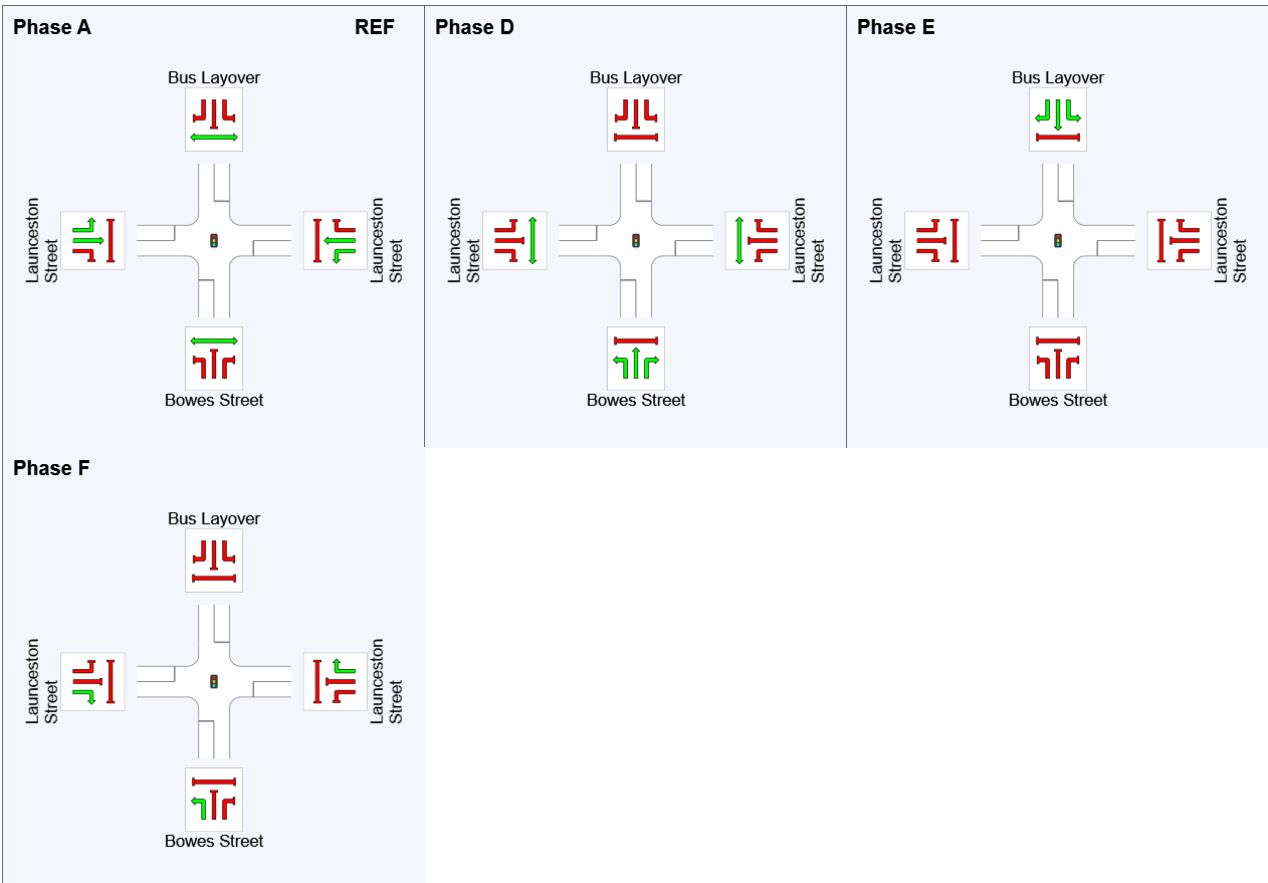 Phase A
REF
Bus Layover
Launceston
Street
Launceston
Street
Bowes Street
Phase D
Bus Layover
Launceston
Street
Launceston
Street
Bowes Street
Phase E
Bus Layover
Launceston
Street
Launceston
Street
Bowes Street
Phase F
Bus Layover
Launceston
Street
Launceston
Street
Bowes Street